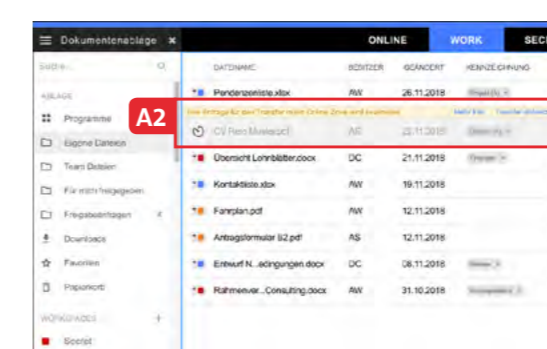 Dokumentenablage ×
ONLINE WORK SEC
Suche...
DATEINAME BESITZER GEÄNDERT KENNZEICHNUNG
ABLAGE
Pendenzenliste.xlsx AW 26.11.2018
A2
Programme
CV Reto Muster.pdf AS
Eigene Dateien
Übersicht Lohnblätter.docx DC 21.11.2018
Team Dateien
Kontaktliste.xlsx AW 19.11.2018
Für mich freigegeben
Fahrplan.pdf AW 12.11.2018
Freigabeanfragen
Antragsformular B2.pdf AS 12.11.2018
Downloads
Favoriten
Entwurf N...edingungen.docx DC 08.11.2018
Papierkorb
Rahmenver...Consulting.docx AW 31.10.2018
WORKSPACES +
Secret